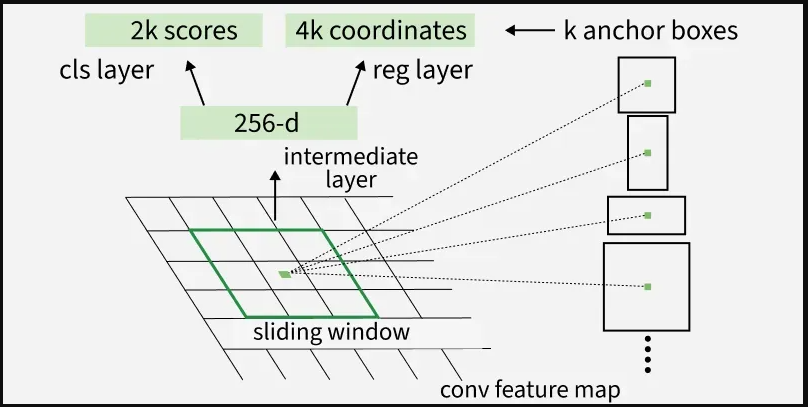 2k scores
4k coordinates
k anchor boxes
cls layer
reg layer
256-d
intermediate
layer
sliding window
conv feature map